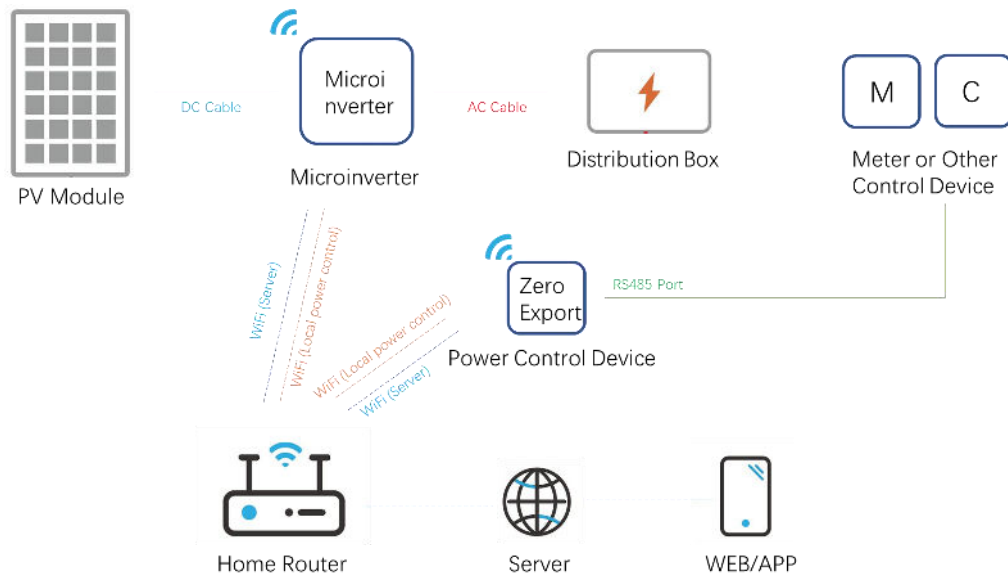 Microi
nverter
M
C
DC Cable
AC Cable
PV Module
Microinverter
Distribution Box
Meter or Other
Control Device
WiFi (Server)
WiFi (Local power control)
WiFi (Local power control)
WiFi (Server)
Zero
Export
RS485 Port
Power Control Device
Home Router
Server
WEB/APP